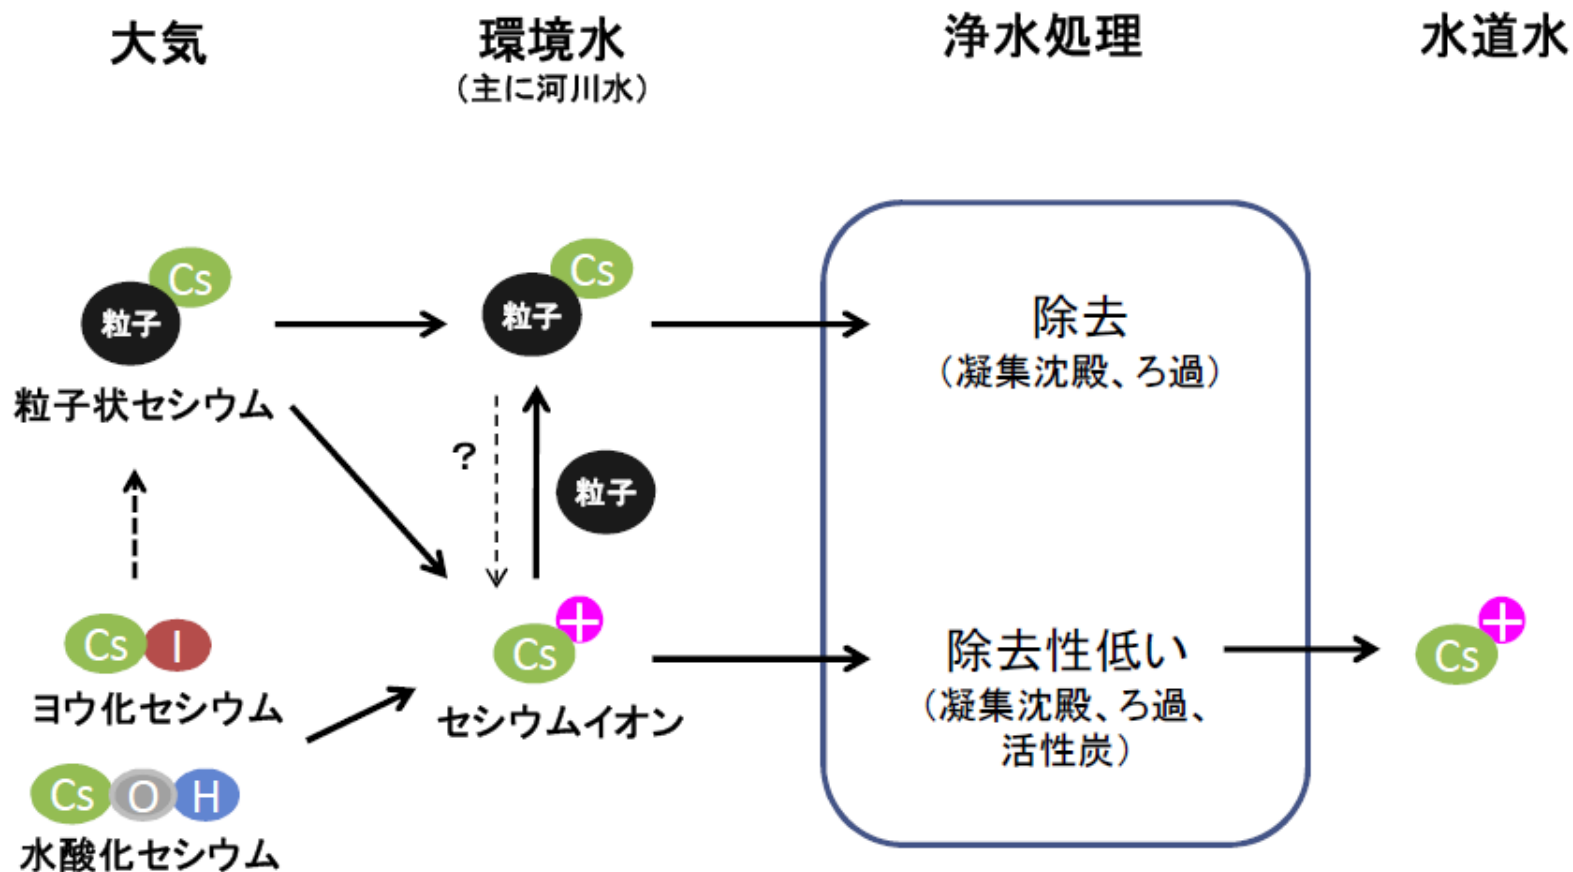 大気
環境水
(主に河川水)
浄水処理
水道水
Cs
粒子
粒子状セシウム
Cs
粒子
除去
(凝集沈殿、ろ過)
?
粒子
Cs I
ヨウ化セシウム
Cs O H
水酸化セシウム
+
Cs
セシウムイオン
除去性低い
(凝集沈殿、ろ過、
活性炭)
+
Cs